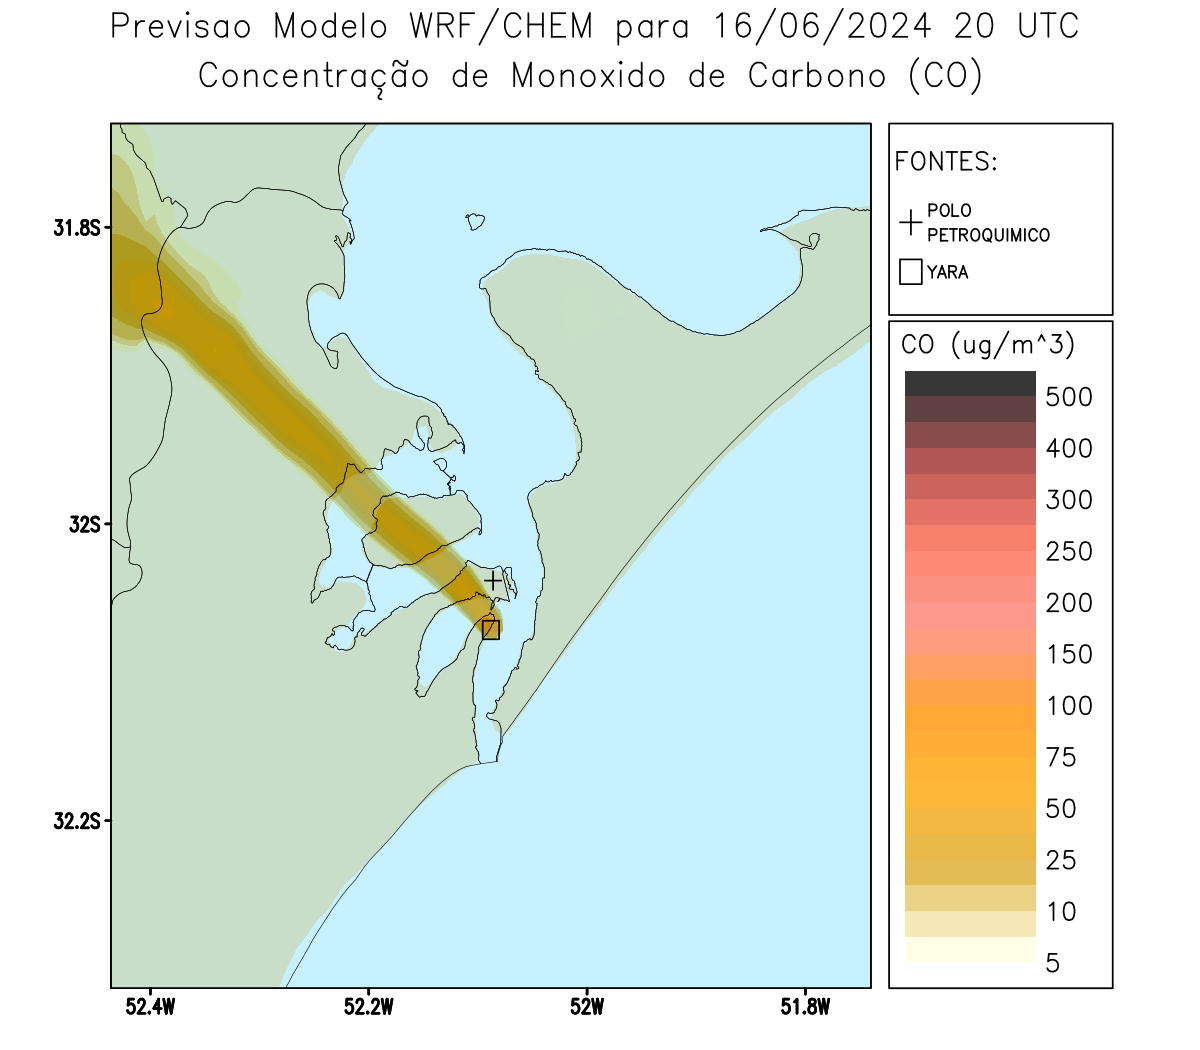 Previsao Modelo WRF/CHEM para 16/06/2024 20 UTC
Concentração de Monoxido de Carbono (CO)
FONTES:
POLO
PETROQUIMICO
YARA
CO (ug/m^3)
500
400
300
250
200
150
100
75
50
25
10
5
31.8S
32S
32.2S
52.4W
52.2W
52W
51.8W